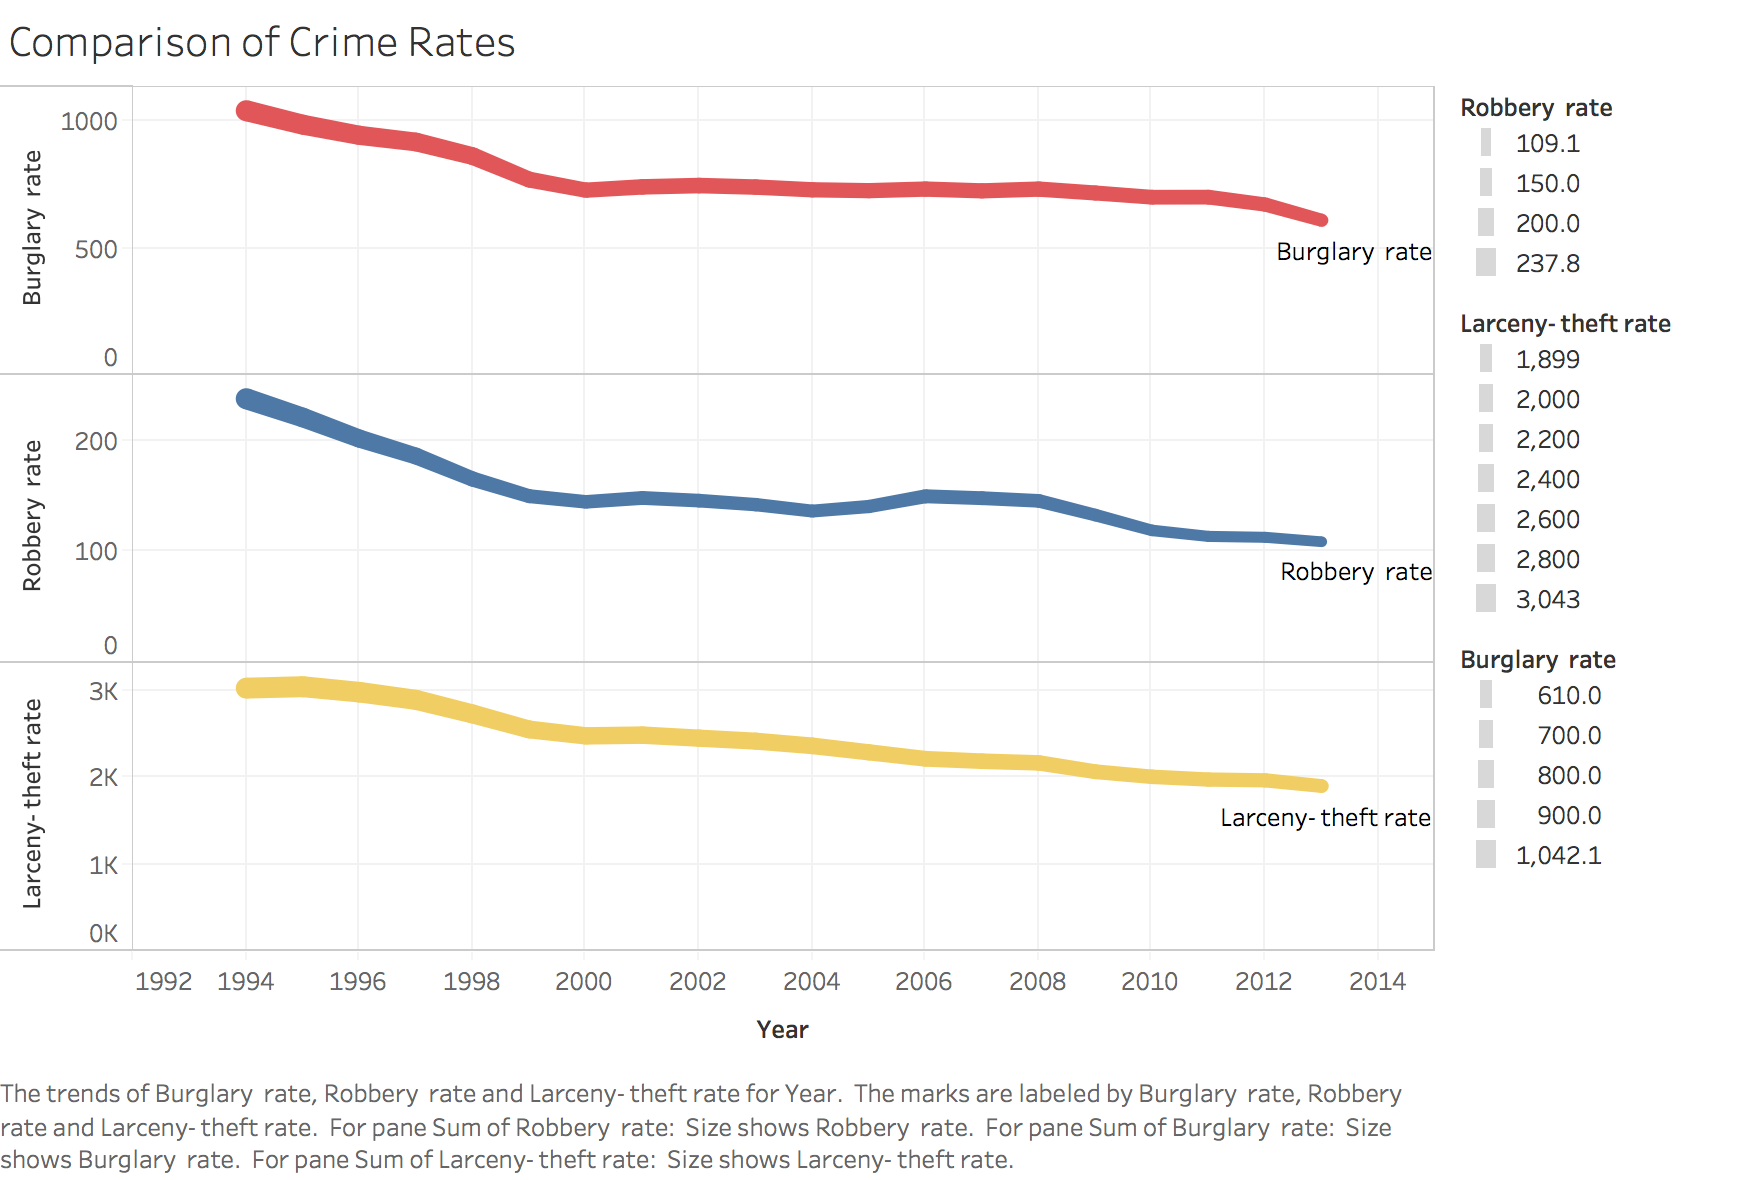 Comparison of Crime Rates
Burglary rate
1000
500
0
Burglary rate
Robbery rate
200
100
0
Robbery rate
Larceny- theft rate
3K
2K
1K
0K
Larceny- theft rate
1992 1994 1996 1998 2000 2002 2004 2006 2008 2010 2012 2014
Year
Robbery rate
109.1
150.0
200.0
237.8
Larceny- theft rate
1,899
2,000
2,200
2,400
2,600
2,800
3,043
Burglary rate
610.0
700.0
800.0
900.0
1,042.1
The trends of Burglary rate, Robbery rate and Larceny- theft rate for Year. The marks are labeled by Burglary rate, Robbery
rate and Larceny- theft rate. For pane Sum of Robbery rate: Size shows Robbery rate. For pane Sum of Burglary rate: Size
shows Burglary rate. For pane Sum of Larceny- theft rate: Size shows Larceny- theft rate.